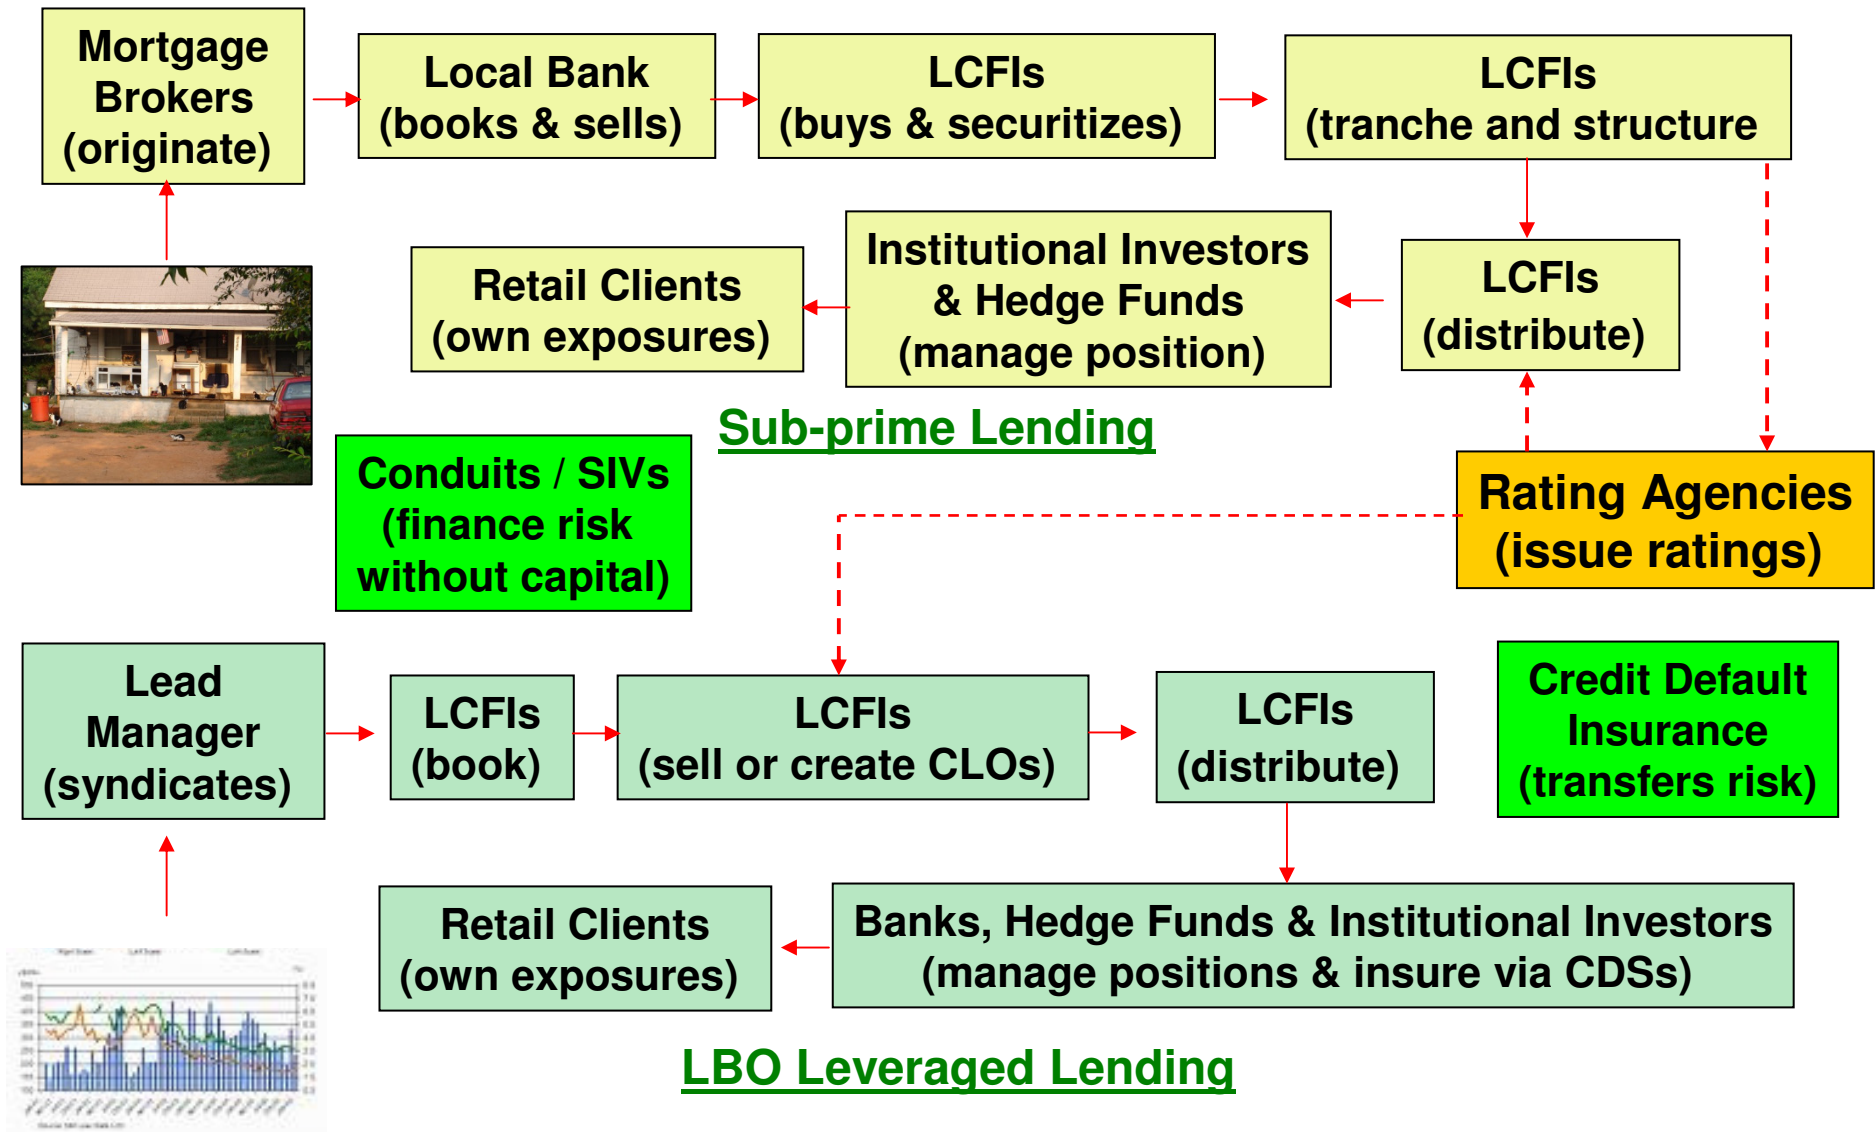 Mortgage
Brokers
(originate)
Local Bank
(books & sells)
LCFIs
(buys & securitizes)
LCFIs
(tranche and structure
Retail Clients
(own exposures)
Institutional Investors
& Hedge Funds
(manage position)
LCFIs
(distribute)
Sub-prime Lending
Conduits / SIVs
(finance risk
without capital)
Rating Agencies
(issue ratings)
Lead
Manager
(syndicates)
LCFIs
(book)
LCFIs
(sell or create CLOs)
LCFIs
(distribute)
Credit Default
Insurance
(transfers risk)
Retail Clients
(own exposures)
Banks, Hedge Funds & Institutional Investors
(manage positions & insure via CDSs)
LBO Leveraged Lending